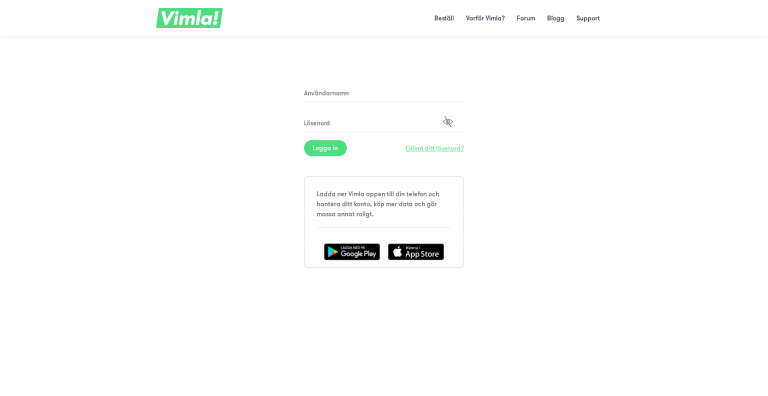 Vimla!
Beställ
Varför Vimla?
Forum
Blogg
Support
Användarnamn
Lösenord
Logga in
Glömt ditt lösenord?
Ladda ner Vimla appen till din telefon och
hantera ditt konto, köp mer data och gör
massa annat roligt.
LADDA NED PÅ
Google Play
Hämta i
App Store